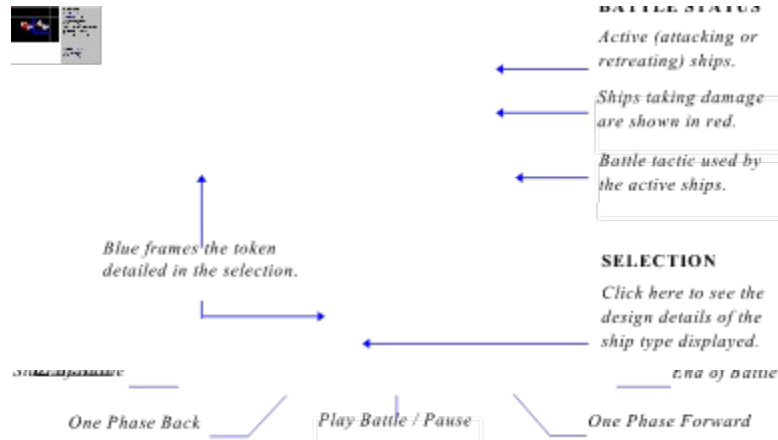 BATTLE STATUS
Active (attacking or
retreating) ships.
Ships taking damage
are shown in red.
Battle tactic used by
the active ships.
Blue frames the token
detailed in the selection.
SELECTION
Click here to see the
design details of the
ship type displayed.
End of Battle
One Phase Back
Play Battle / Pause
One Phase Forward